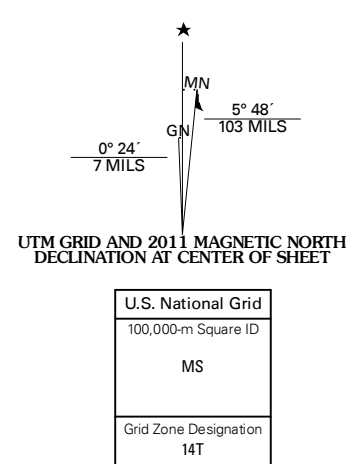 MN
5° 48´
103 MILS
GN
0° 24´
7 MILS
UTM GRID AND 2011 MAGNETIC NORTH
DECLINATION AT CENTER OF SHEET
U.S. National Grid
100,000-m Square ID
MS
Grid Zone Designation
14T